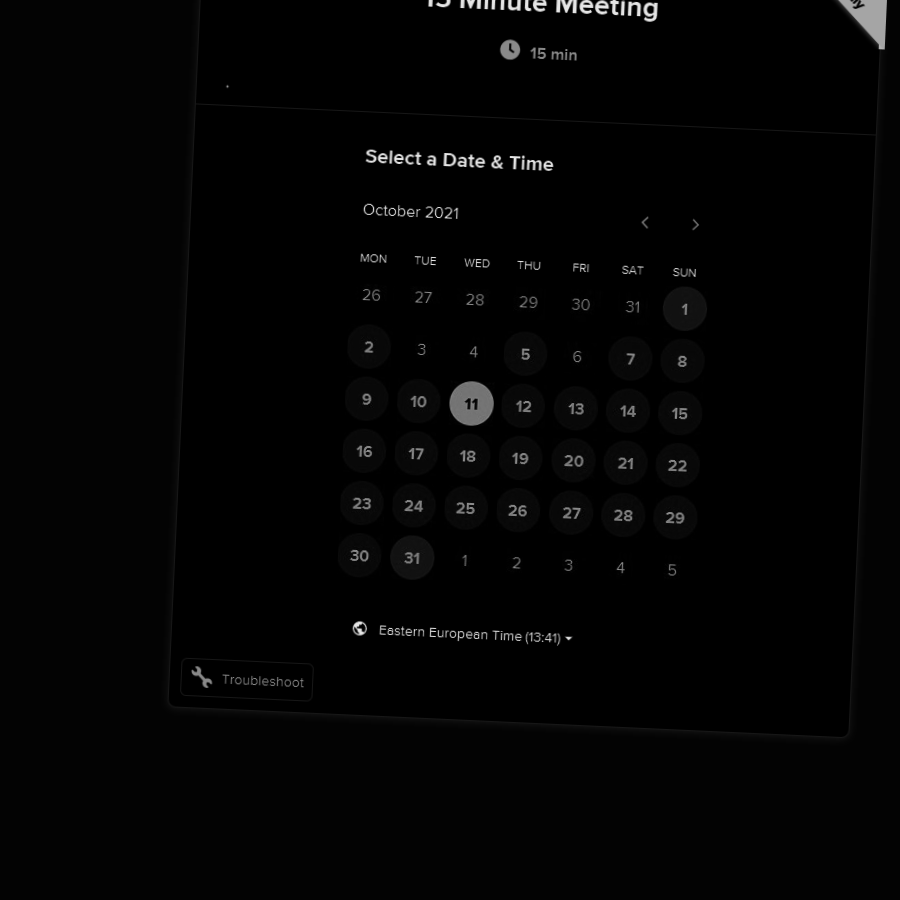 15 Minute Meeting
15 min
Select a Date & Time
October 2021
MON TUE WED THU FRI SAT SUN
26 27 28 29 30 31 1
2 3 4 5 6 7 8
9 10 11 12 13 14 15
16 17 18 19 20 21 22
23 24 25 26 27 28 29
30 31 1 2 3 4 5
Eastern European Time (13:41)
Troubleshoot